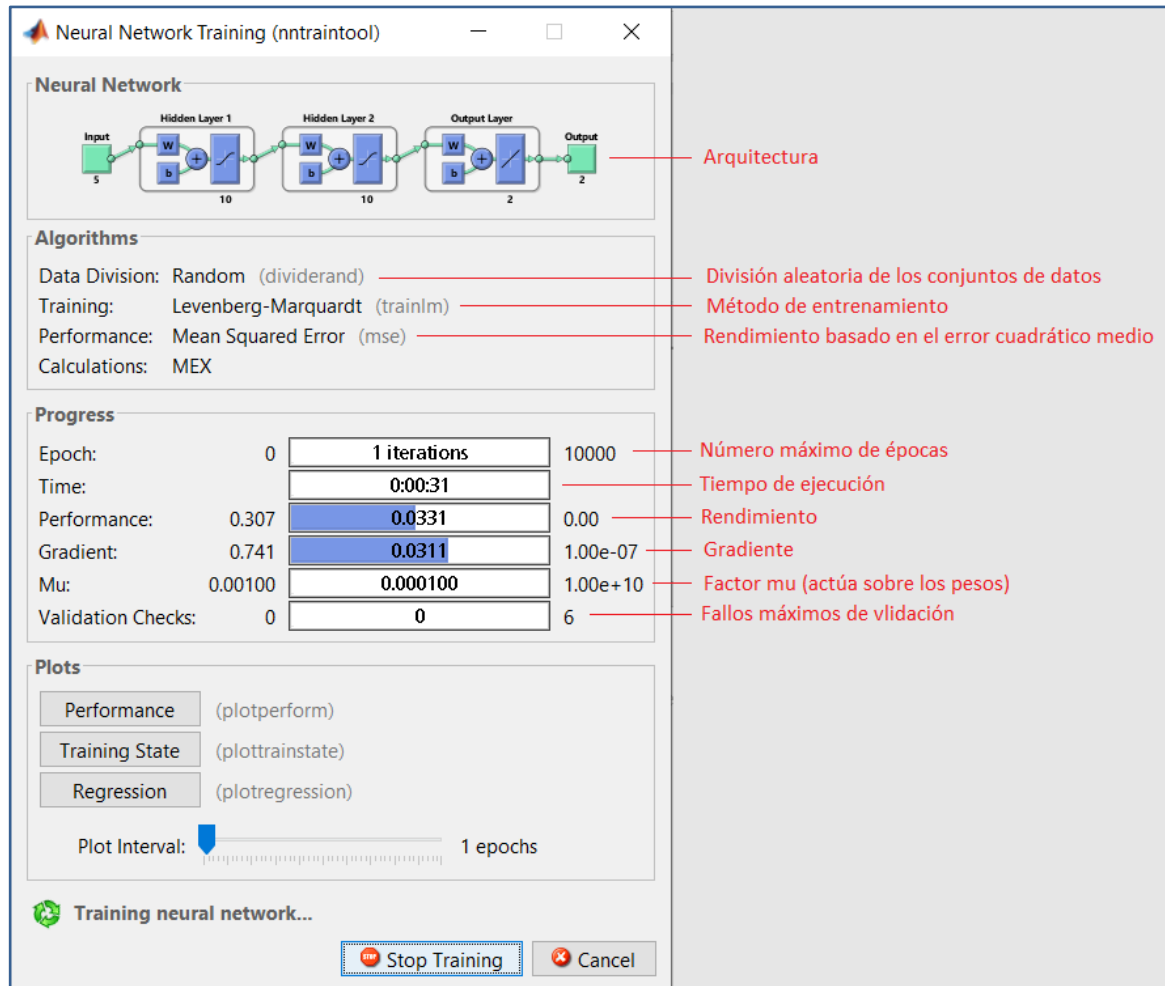 Neural Network Training (nntraintool)
Neural Network
Hidden Layer 1 Hidden Layer 2 Output Layer
Input Output
W W W
b b b
5 10 10 2 2
Arquitectura
Algorithms
Data Division: Random (dividerand) División aleatoria de los conjuntos de datos
Training: Levenberg-Marquardt (trainlm) Método de entrenamiento
Performance: Mean Squared Error (mse) Rendimiento basado en el error cuadrático medio
Calculations: MEX
Progress
Epoch: 0 1 iterations 10000 Número máximo de épocas
Time: 0:00:31 Tiempo de ejecución
Performance: 0.307 0.0331 0.00 Rendimiento
Gradient: 0.741 0.0311 1.00e-07 Gradiente
Mu: 0.00100 0.000100 1.00e+10 Factor mu (actúa sobre los pesos)
Validation Checks: 0 0 6 Fallos máximos de vlidación
Plots
Performance (plotperform)
Training State (plottrainstate)
Regression (plotregression)
Plot Interval: 1 epochs
Training neural network...
STOP Stop Training Cancel